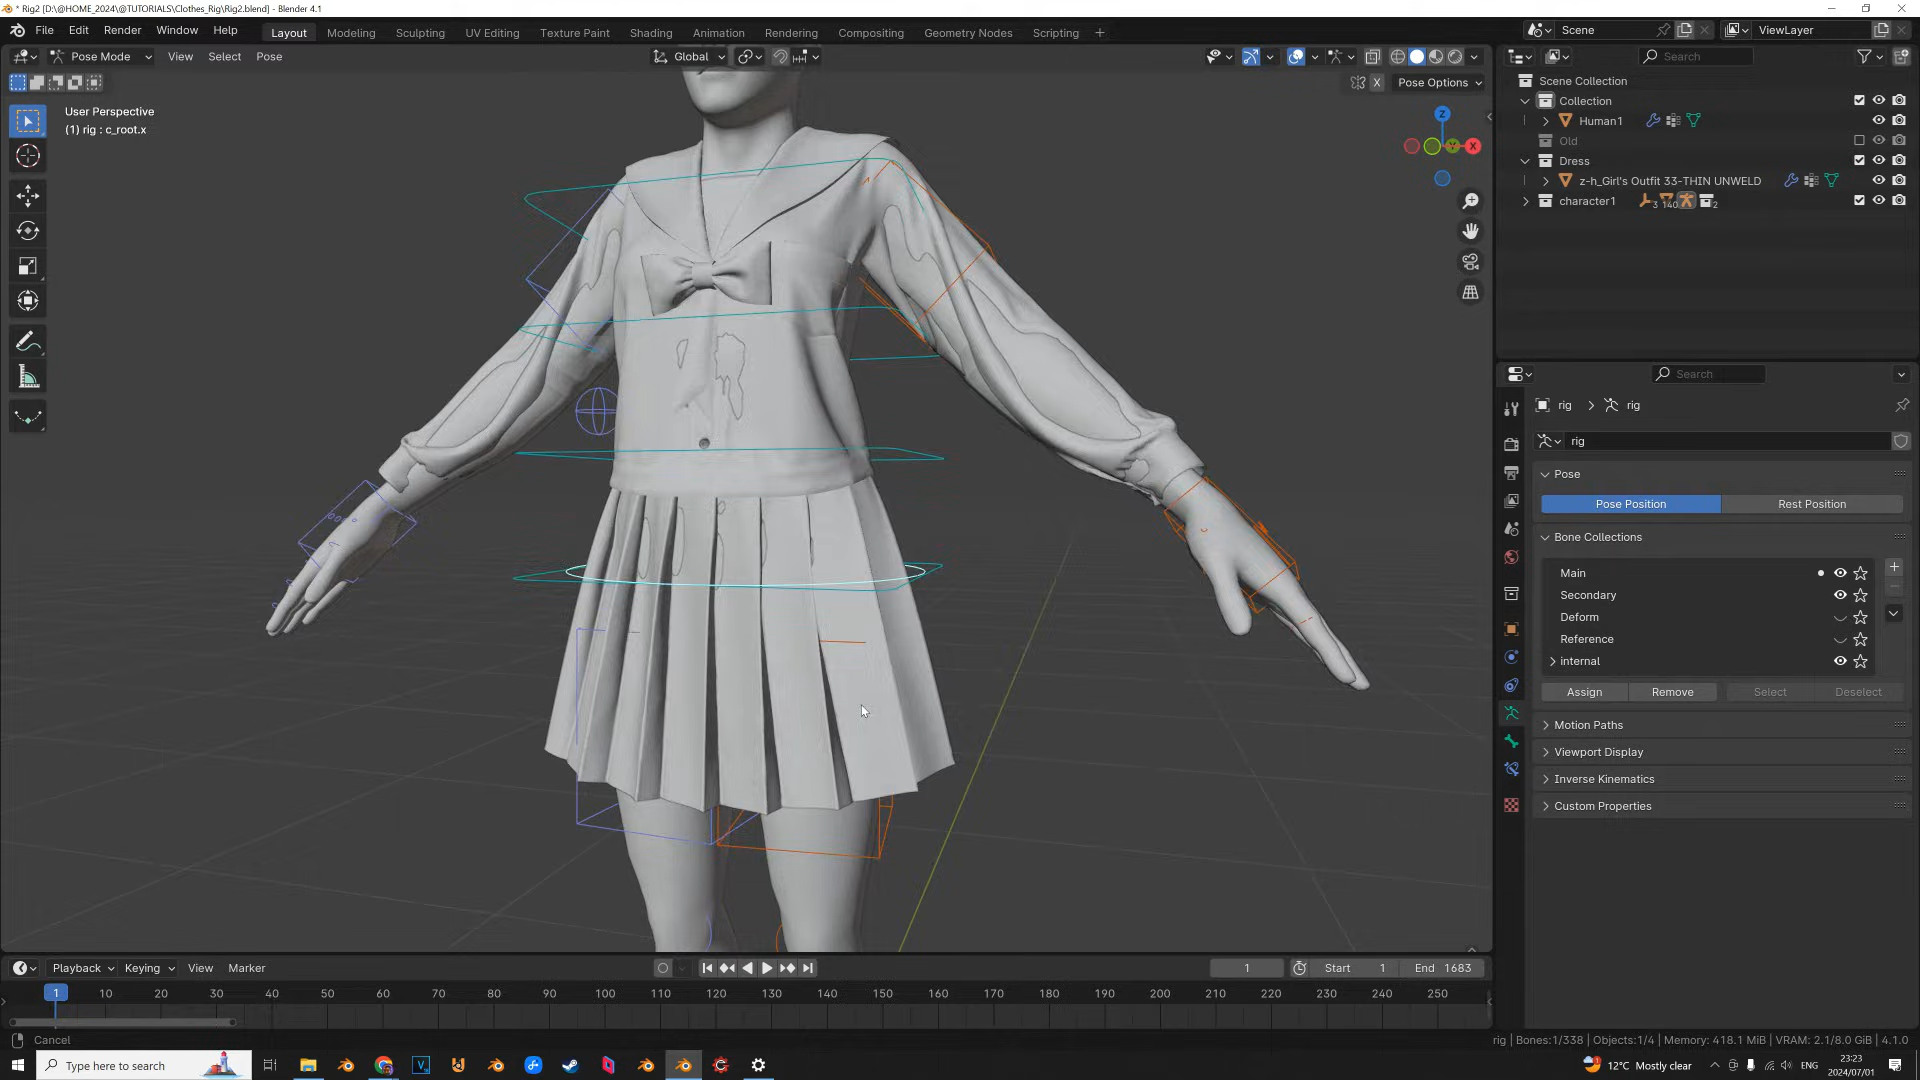 * Rig2 [D:\@HOME_2024\@TUTORIALS\Clothes_Rig\Rig2.blend] - Blender 4.1
File Edit Render Window Help Layout Modeling Sculpting UV Editing Texture Paint Shading Animation Rendering Compositing Geometry Nodes Scripting + Scene ViewLayer
Pose Mode View Select Pose Global Search
X Pose Options
User Perspective
(1) rig : c_root.x
Z
X
Scene Collection
Collection
Human1
Old
Dress
z-h_Girl's Outfit 33-THIN UNWELD
character1 3 140 2
Search
rig > rig
rig
Pose
Pose Position Rest Position
Bone Collections
Main
Secondary
Deform
Reference
internal
Assign Remove Select Deselect
Motion Paths
Viewport Display
Inverse Kinematics
Custom Properties
Playback Keying View Marker 1 Start 1 End 1683
1 10 20 30 40 50 60 70 80 90 100 110 120 130 140 150 160 170 180 190 200 210 220 230 240 250
Cancel rig | Bones:1/338 | Objects:1/4 | Memory: 418.1 MiB | VRAM: 2.1/8.0 GiB | 4.1.0
Type here to search 12°C Mostly clear ENG 23:23
2024/07/01